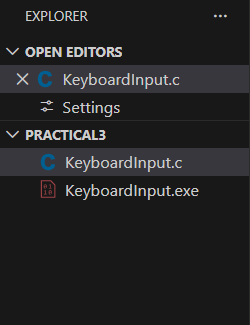 EXPLORER
OPEN EDITORS
C KeyboardInput.c
Settings
PRACTICAL3
C KeyboardInput.c
KeyboardInput.exe